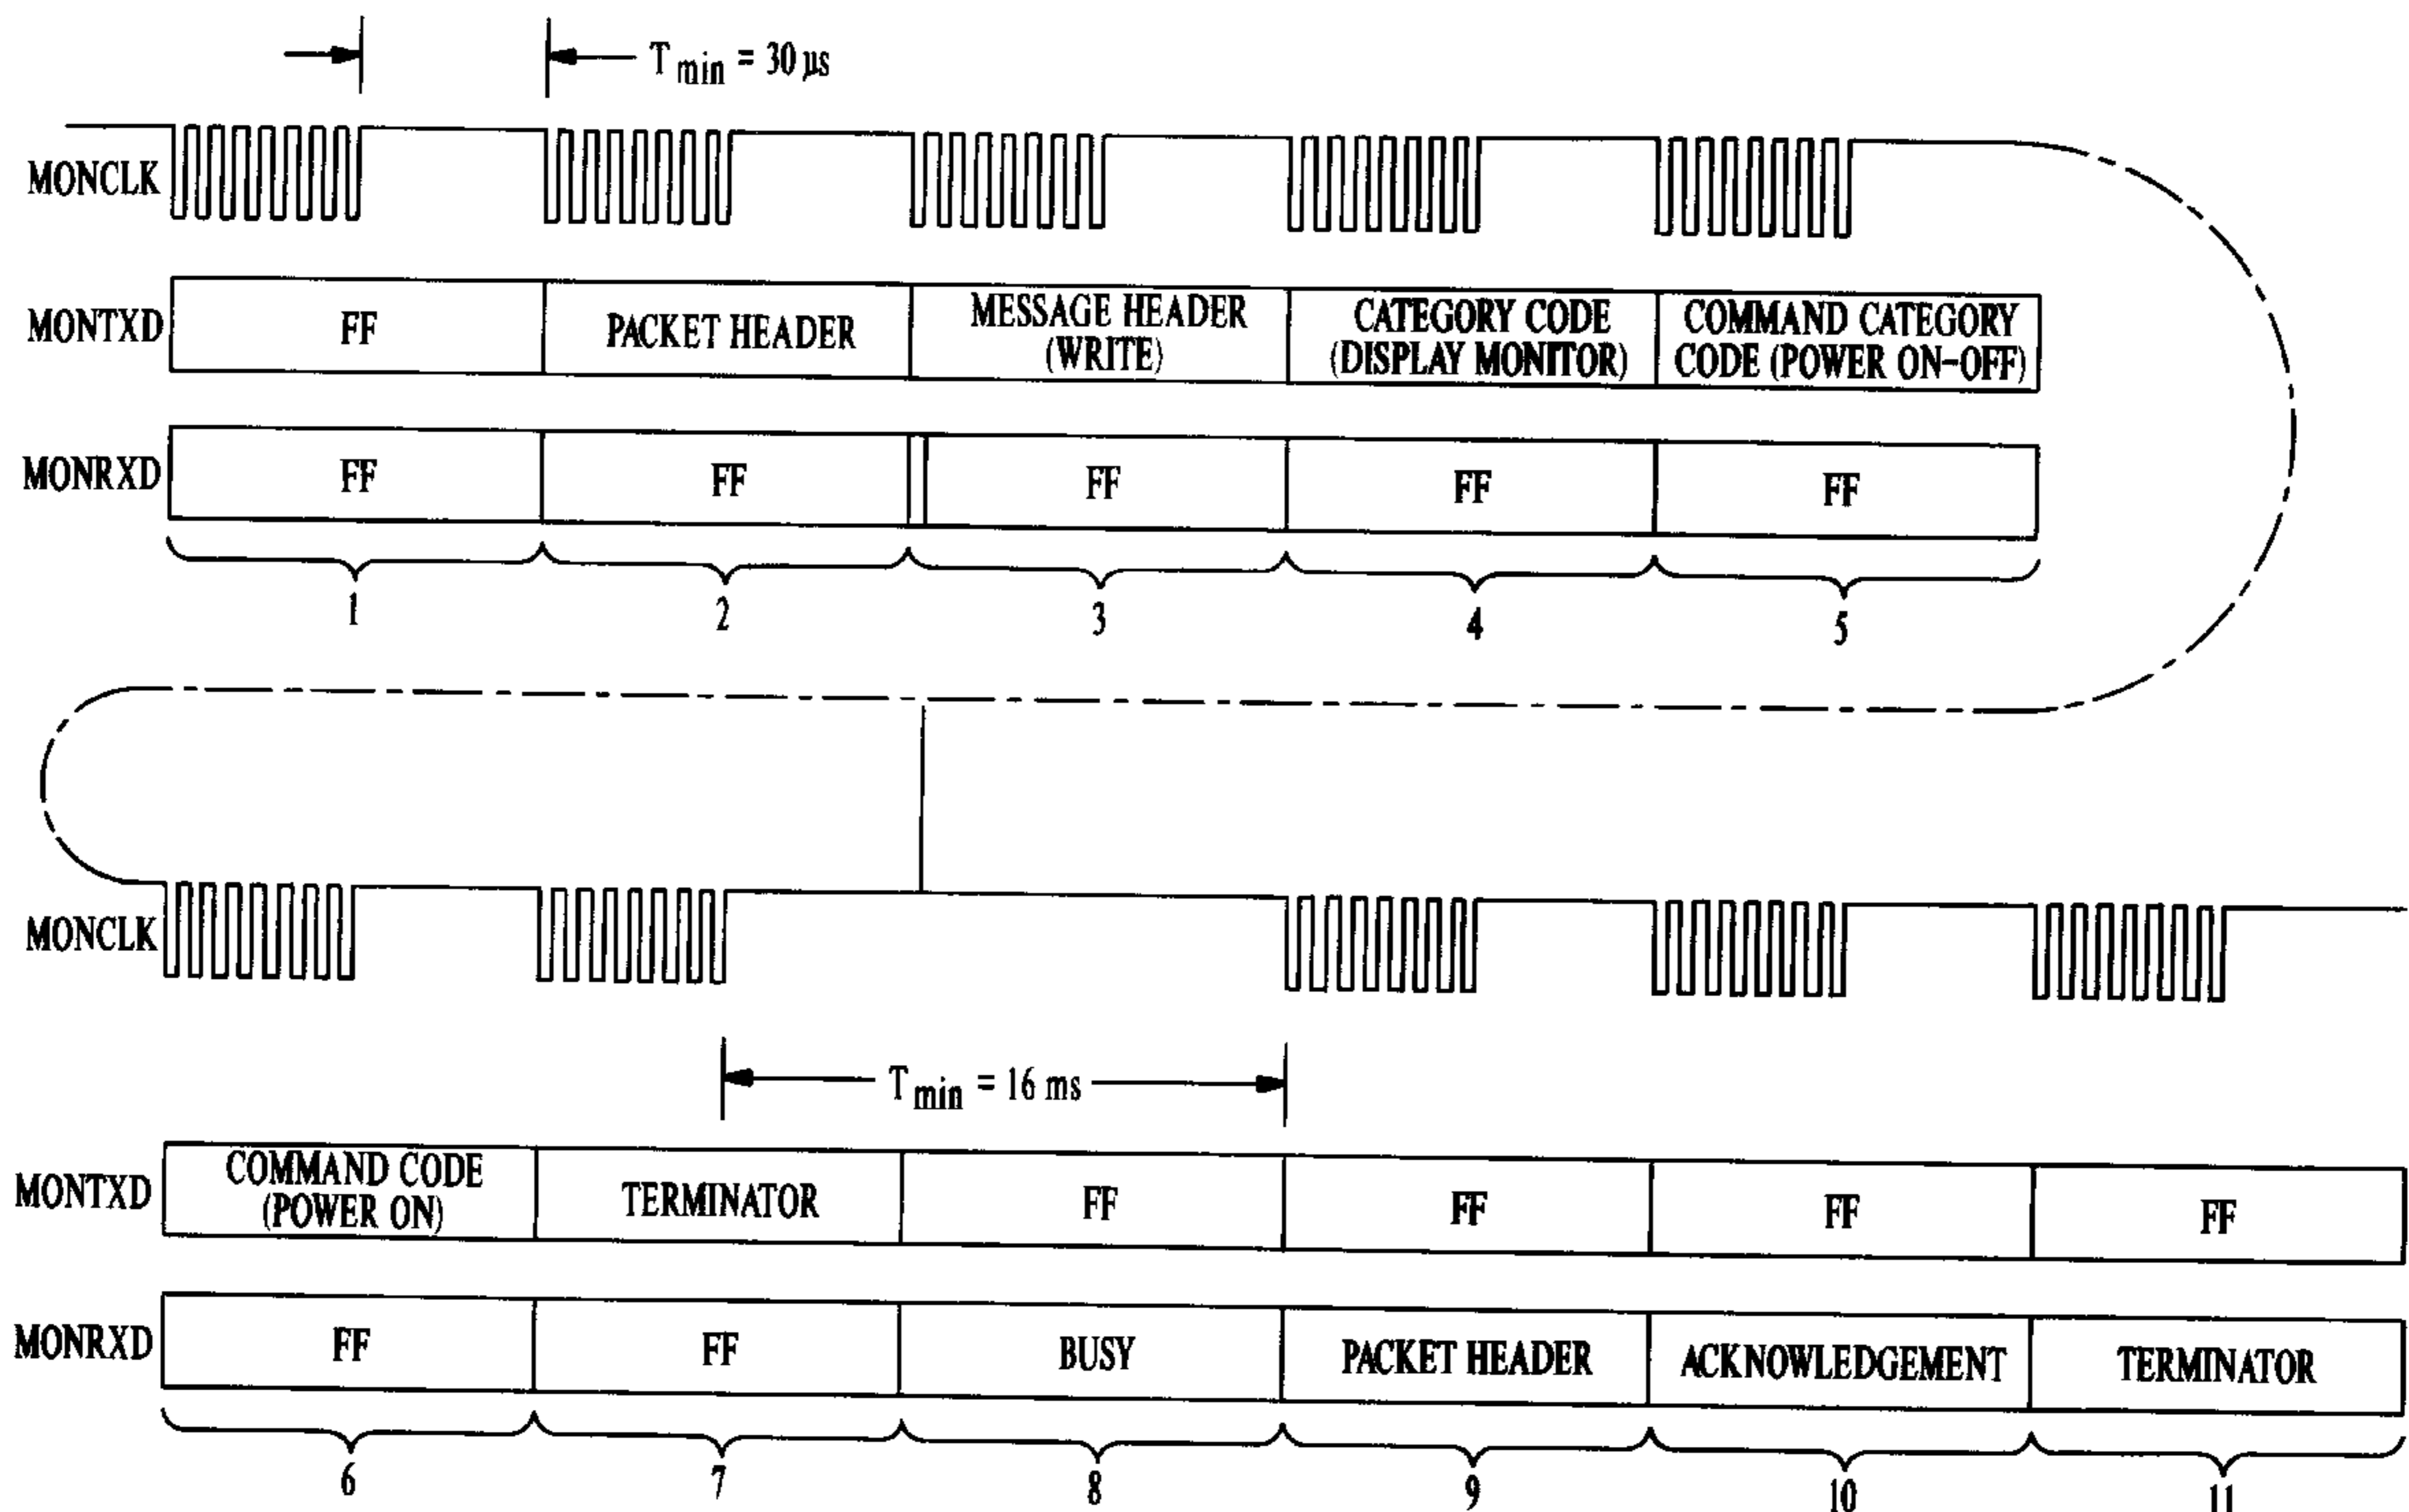 T min = 30 µs
MONCLK
MONTXD
FF
PACKET HEADER
MESSAGE HEADER
(WRITE)
CATEGORY CODE
(DISPLAY MONITOR)
COMMAND CATEGORY
CODE (POWER ON-OFF)
MONRXD
FF
FF
FF
FF
FF
1
2
3
4
5
MONCLK
T min = 16 ms
MONTXD
COMMAND CODE
(POWER ON)
TERMINATOR
FF
FF
FF
FF
MONRXD
FF
FF
BUSY
PACKET HEADER
ACKNOWLEDGEMENT
TERMINATOR
6
7
8
9
10
11